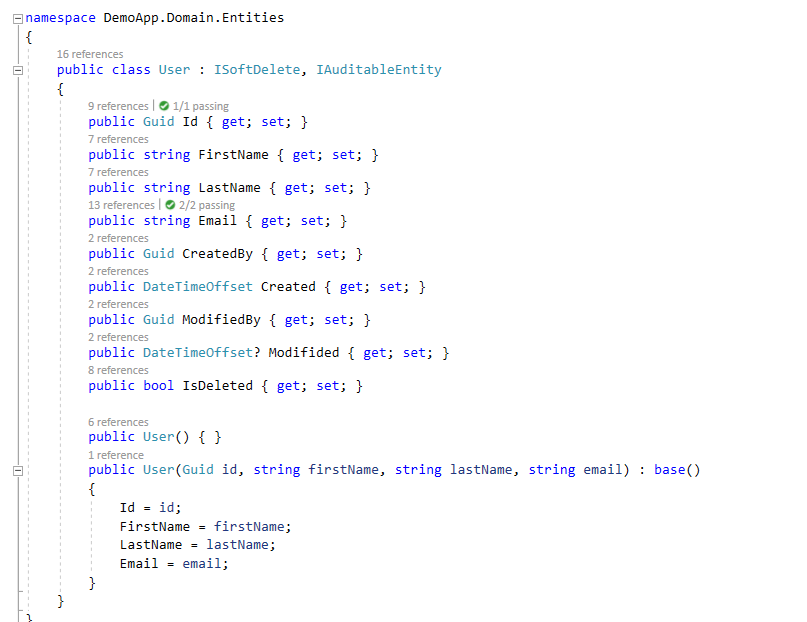 namespace DemoApp.Domain.Entities
{
16 references
public class User : ISoftDelete, IAuditableEntity
{
9 references | 1/1 passing
public Guid Id { get; set; }
7 references
public string FirstName { get; set; }
7 references
public string LastName { get; set; }
13 references | 2/2 passing
public string Email { get; set; }
2 references
public Guid CreatedBy { get; set; }
2 references
public DateTimeOffset Created { get; set; }
2 references
public Guid ModifiedBy { get; set; }
2 references
public DateTimeOffset? Modifided { get; set; }
8 references
public bool IsDeleted { get; set; }
6 references
public User() { }
1 reference
public User(Guid id, string firstName, string lastName, string email) : base()
{
Id = id;
FirstName = firstName;
LastName = lastName;
Email = email;
}
}
}